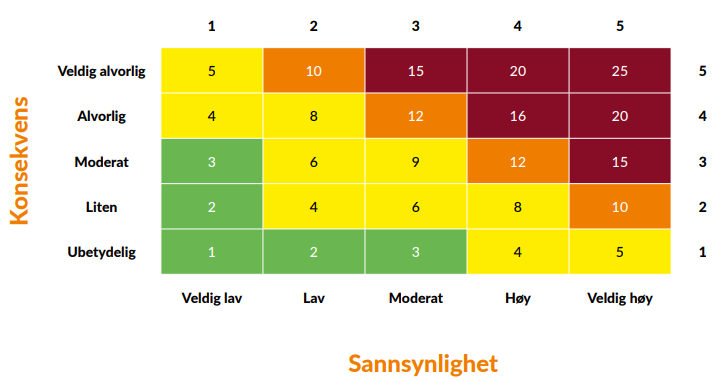 1 2 3 4 5
Veldig alvorlig 5 10 15 20 25 5
Alvorlig 4 8 12 16 20 4
Moderat 3 6 9 12 15 3
Liten 2 4 6 8 10 2
Ubetydelig 1 2 3 4 5 1
Konsekvens
Veldig lav Lav Moderat Høy Veldig høy
Sannsynlighet